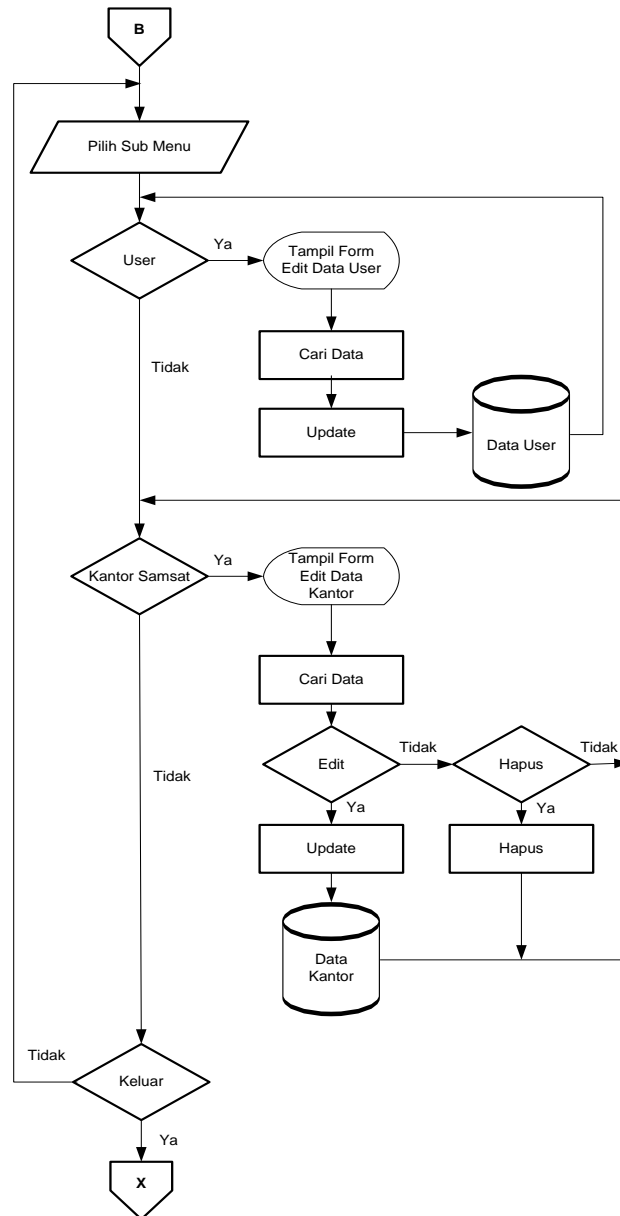 B
Pilih Sub Menu
User
Ya
Tampil Form
Edit Data User
Cari Data
Tidak
Update
Data User
Kantor Samsat
Ya
Tampil Form
Edit Data
Kantor
Cari Data
Tidak
Edit
Tidak
Hapus
Tidak
Ya
Ya
Update
Hapus
Data
Kantor
Tidak
Keluar
Ya
X